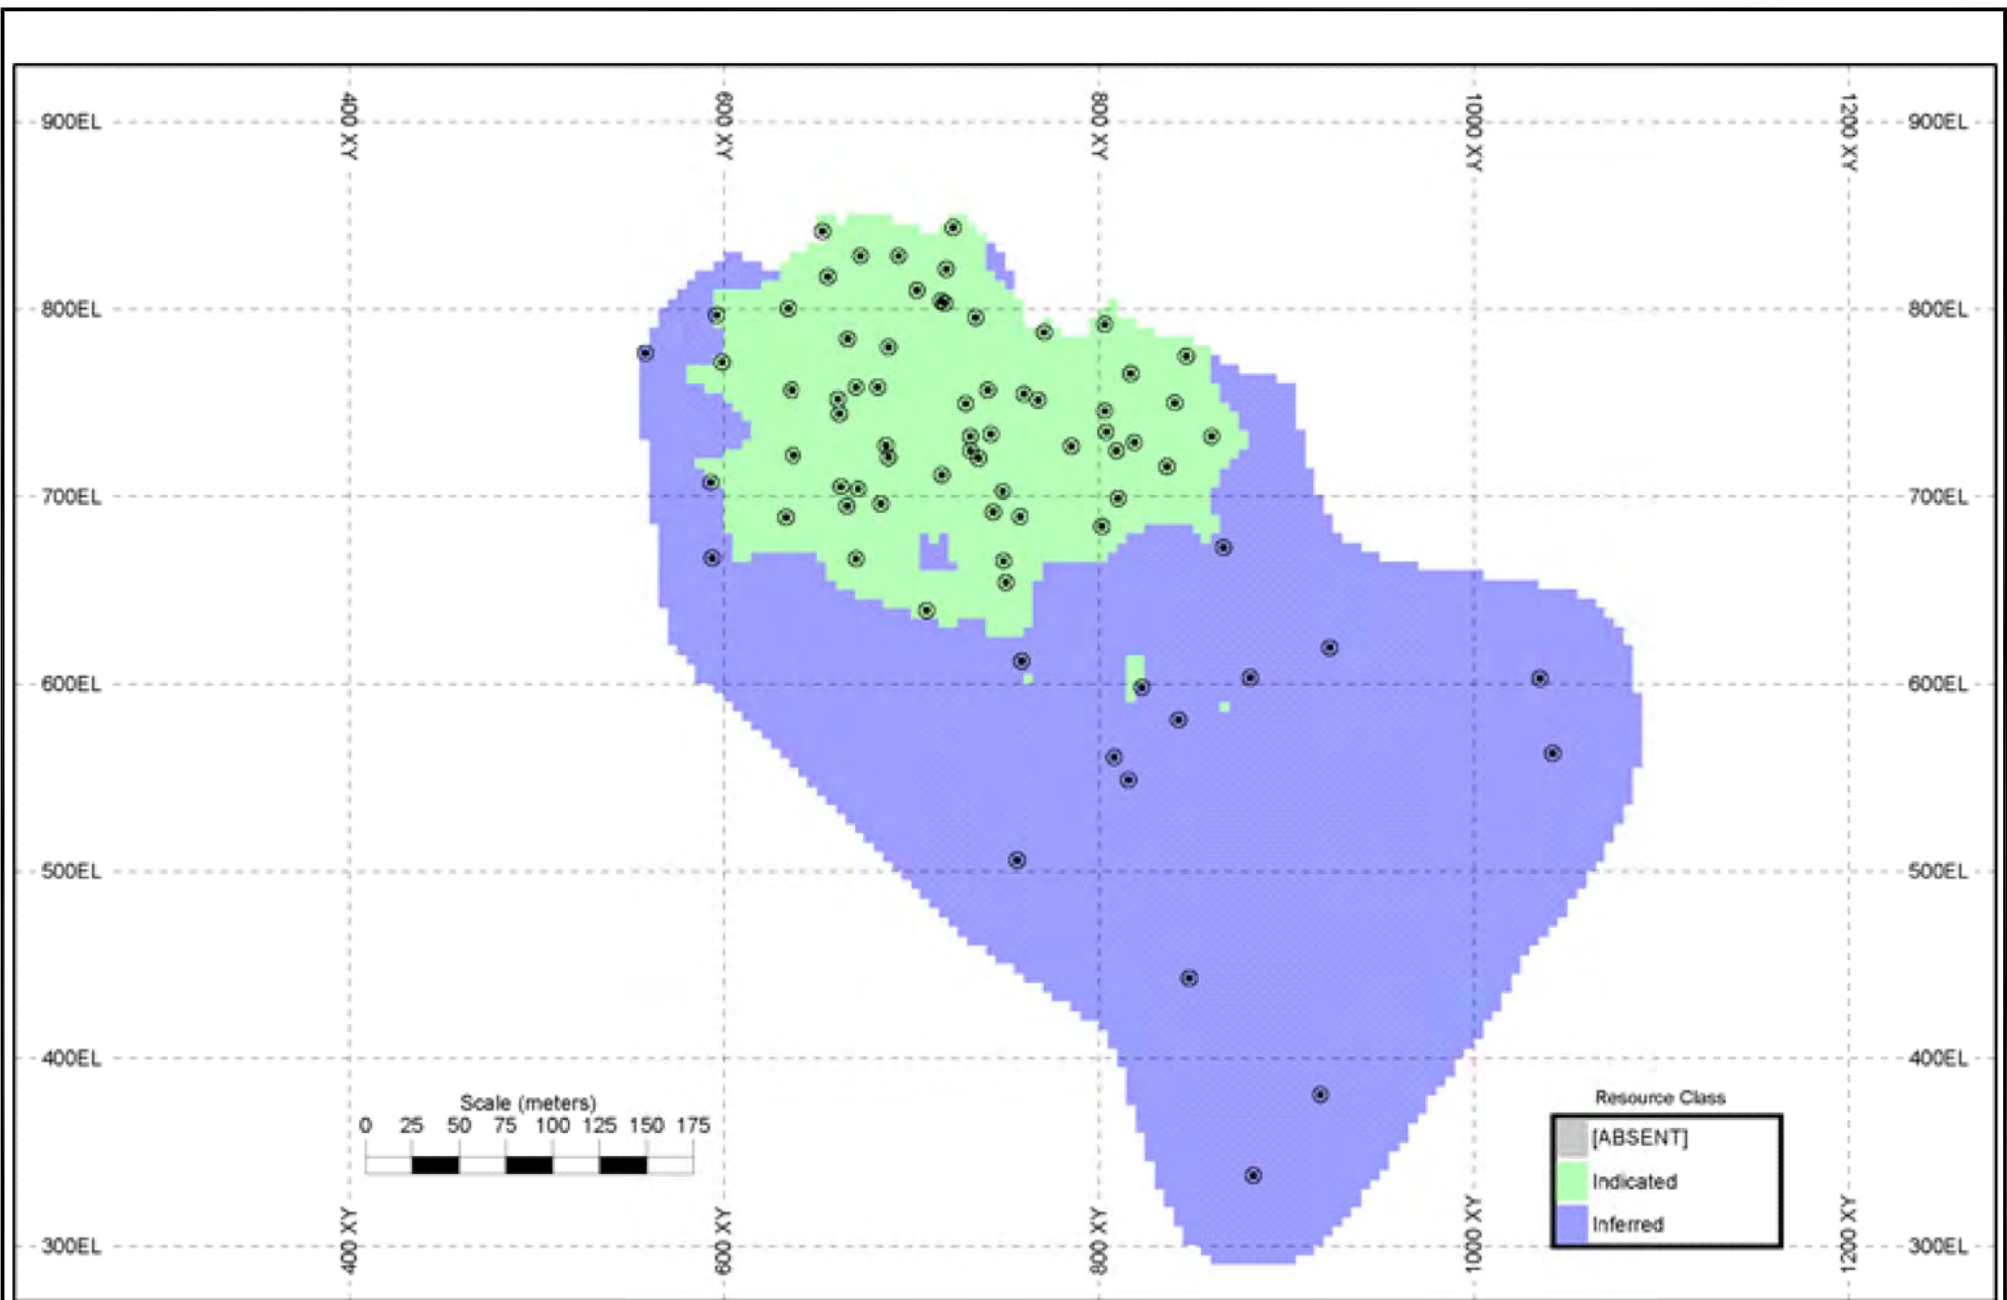 400 XY
600 XY
800 XY
1000 XY
1200 XY
900EL
900EL
800EL
800EL
700EL
700EL
600EL
600EL
500EL
500EL
400EL
400EL
Scale (meters)
0 25 50 75 100 125 150 175
Resource Class
[ABSENT]
Indicated
Inferred
300EL
300EL
400 XY
600 XY
800 XY
1000 XY
1200 XY